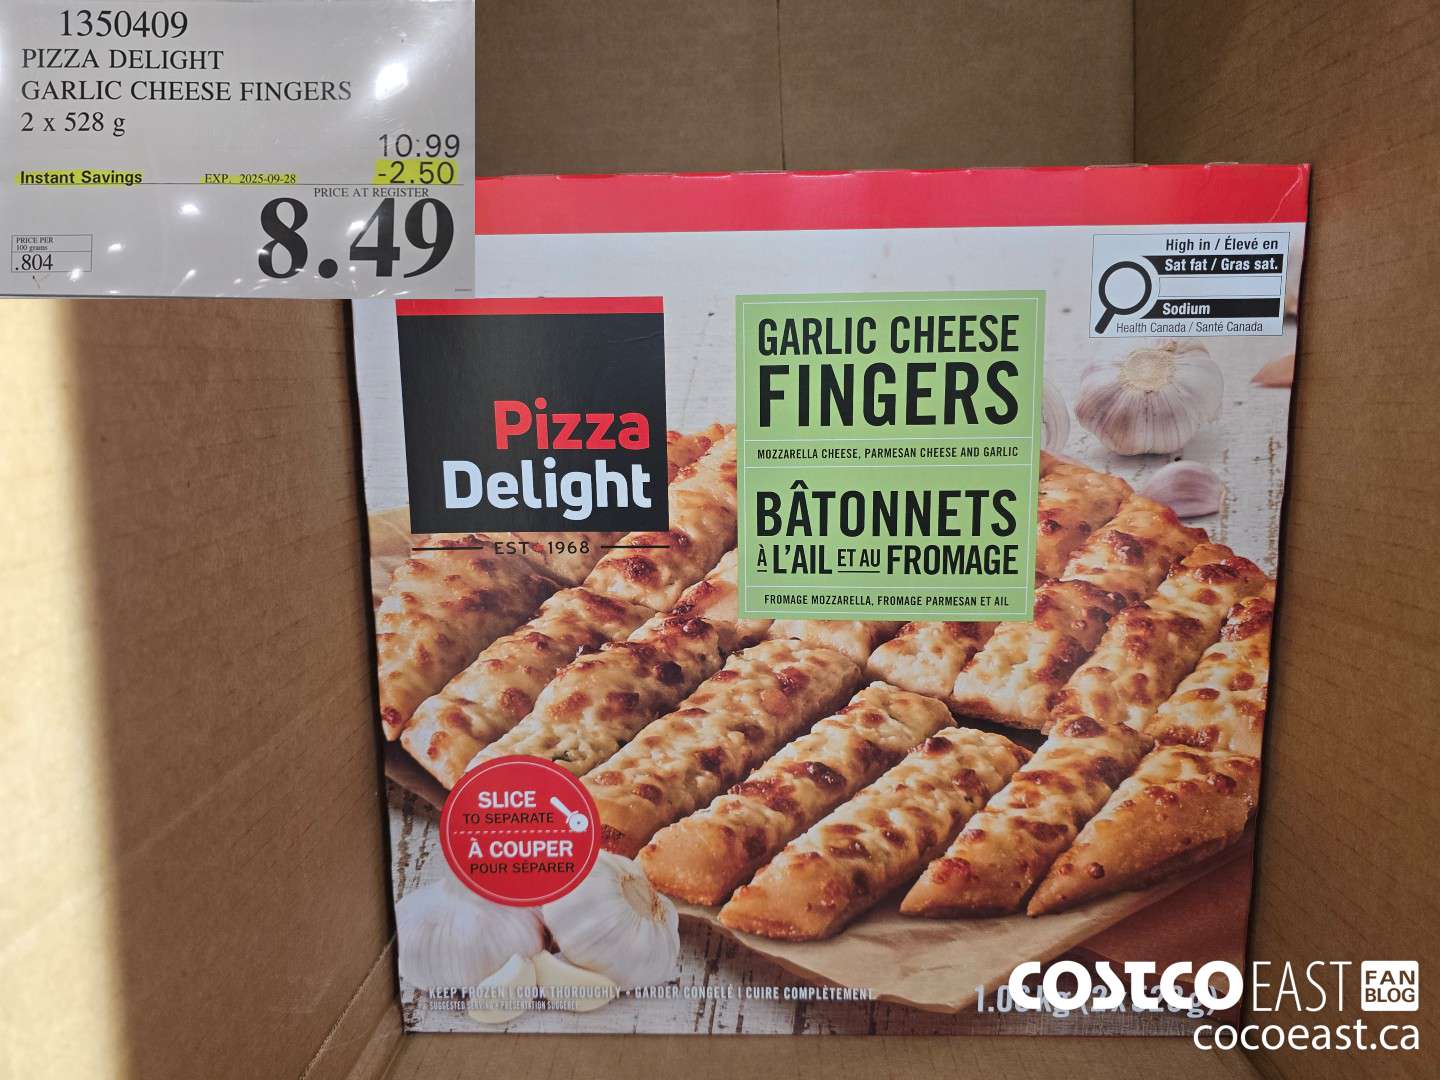 1350409
PIZZA DELIGHT
GARLIC CHEESE FINGERS
2 x 528 g
10:99
Instant Savings EXP. 2025-09-28 -2.50
PRICE AT REGISTER
8.49
PRICE PER
100 grams
.804
High in / Élevé en
Sat fat / Gras sat.
Sodium
Health Canada / Santé Canada
Pizza
Delight
EST 1968
GARLIC CHEESE
FINGERS
MOZZARELLA CHEESE, PARMESAN CHEESE AND GARLIC
BÂTONNETS
À L'AIL ET AU FROMAGE
FROMAGE MOZZARELLA, FROMAGE PARMESAN ET AIL
SLICE
TO SEPARATE
À COUPER
POUR SÉPARER
KEEP FROZEN | COOK THOROUGHLY • GARDER CONGELÉ | CUIRE COMPLÈTEMENT
SUGGESTED SERVING • PRÉSENTATION SUGGÉRÉE
COSTCO EAST FAN
BLOG
cocoeast.ca